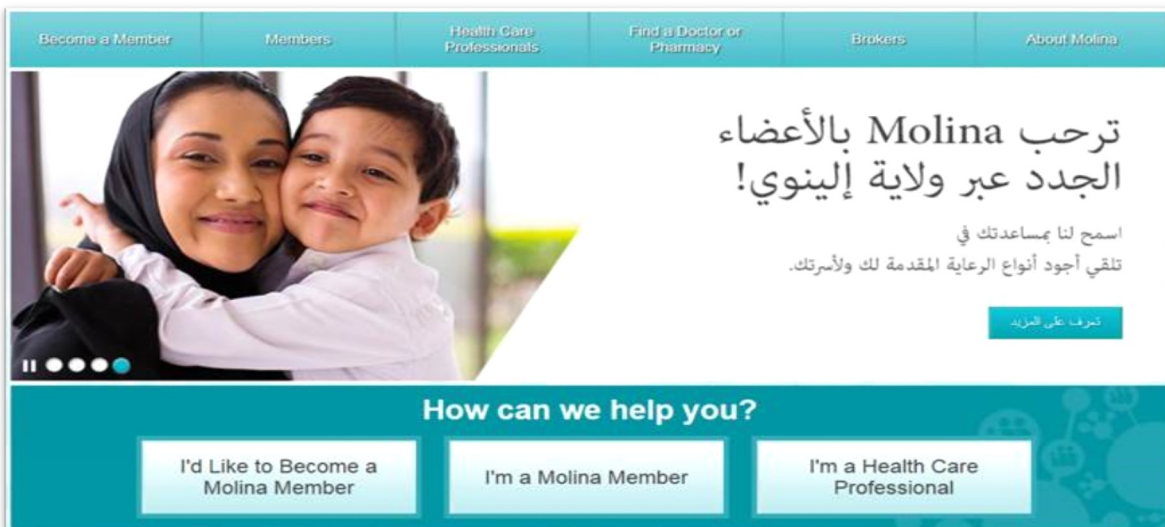 Become a Member
Members
Health Care
Professionals
Find a Doctor or
Pharmacy
Brokers
About Molina
ترحب Molina بالأعضاء
الجدد عبر ولاية إلينوي!
اسمح لنا بمساعدتك في
تلقي أجود أنواع الرعاية المقدمة لك ولأسرتك.
تعرف على المزيد
How can we help you?
I'd Like to Become a
Molina Member
I'm a Molina Member
I'm a Health Care
Professional